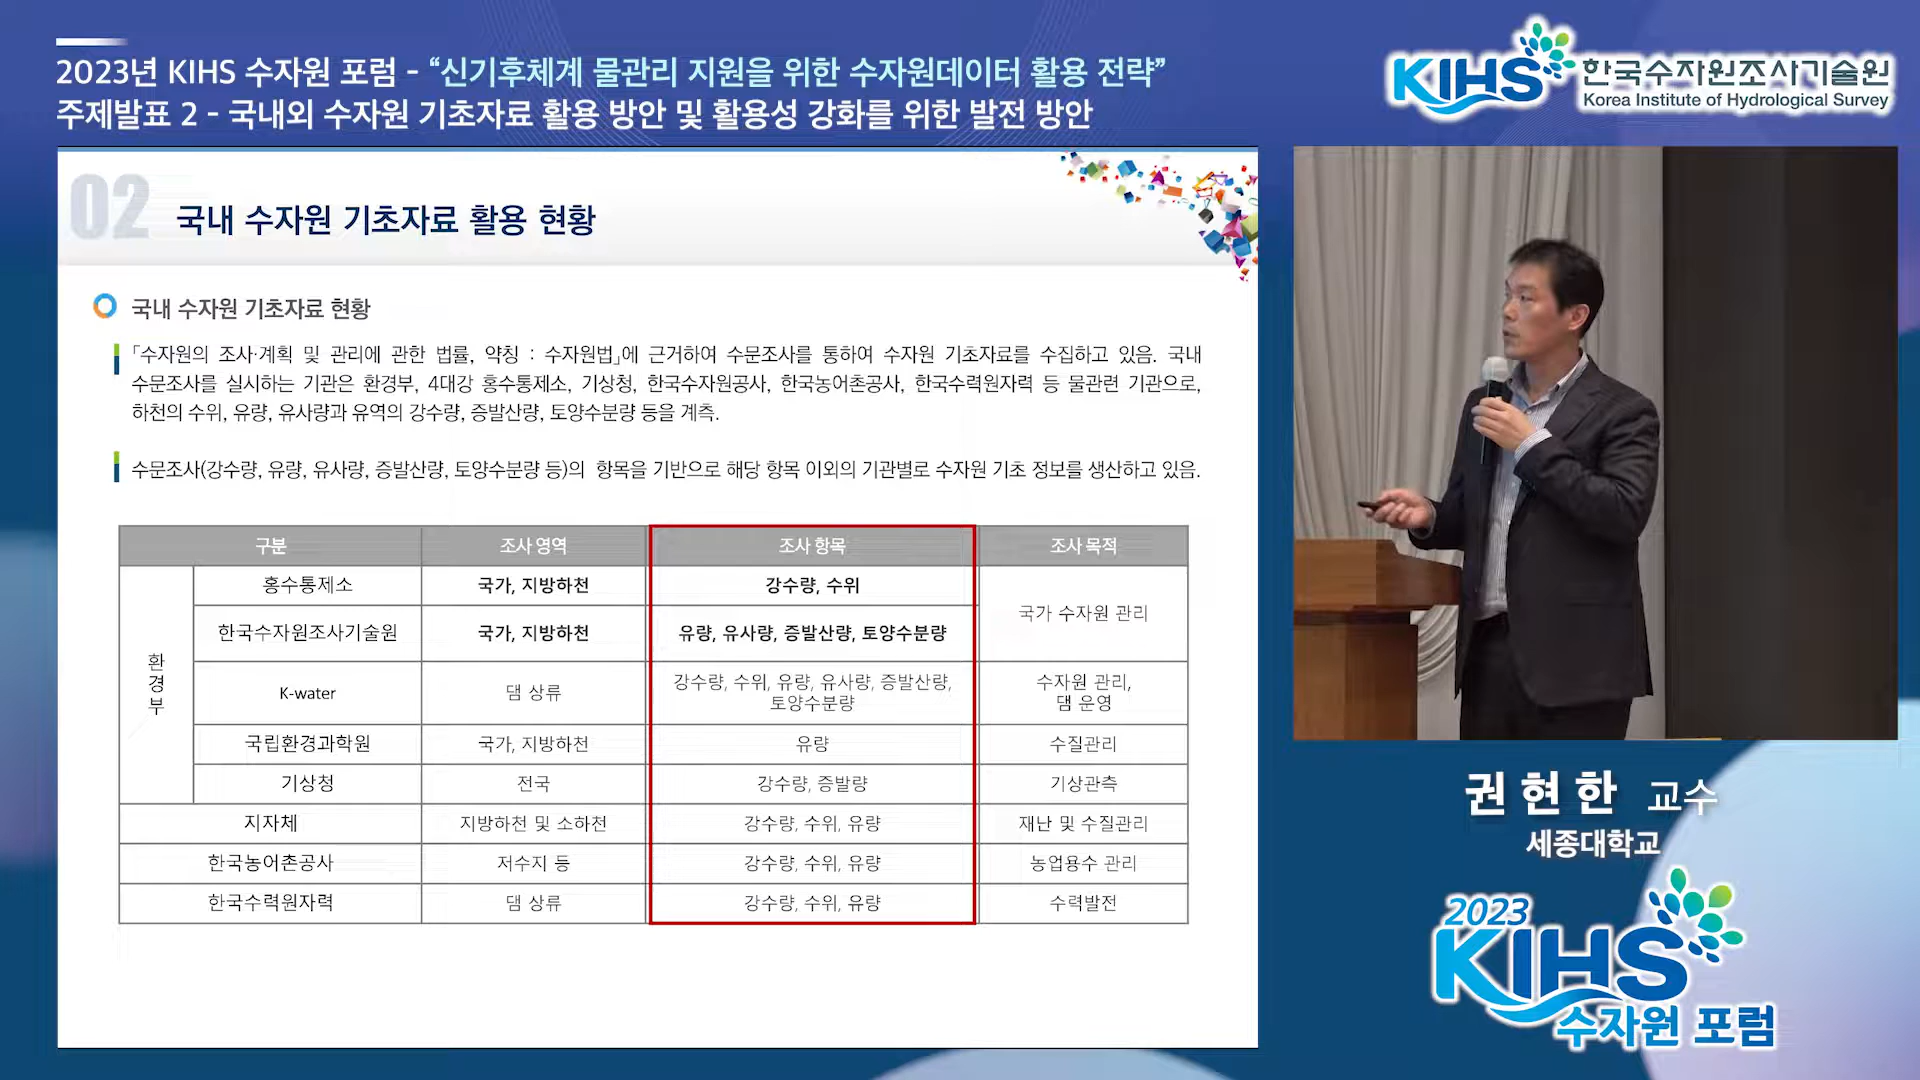 2023년 KIHS 수자원 포럼 - “신기후체계 물관리 지원을 위한 수자원데이터 활용 전략”
주제발표 2 - 국내외 수자원 기초자료 활용 방안 및 활용성 강화를 위한 발전 방안
KIHS 한국수자원조사기술원
Korea Institute of Hydrological Survey
02 국내 수자원 기초자료 활용 현황
국내 수자원 기초자료 현황
「수자원의 조사·계획 및 관리에 관한 법률, 약칭 : 수자원법」에 근거하여 수문조사를 통하여 수자원 기초자료를 수집하고 있음. 국내
수문조사를 실시하는 기관은 환경부, 4대강 홍수통제소, 기상청, 한국수자원공사, 한국농어촌공사, 한국수력원자력 등 물관련 기관으로,
하천의 수위, 유량, 유사량과 유역의 강수량, 증발산량, 토양수분량 등을 계측.
수문조사(강수량, 유량, 유사량, 증발산량, 토양수분량 등)의 항목을 기반으로 해당 항목 이외의 기관별로 수자원 기초 정보를 생산하고 있음.
구분 조사 영역 조사 항목 조사 목적
환경부
홍수통제소 국가, 지방하천 강수량, 수위
국가 수자원 관리
한국수자원조사기술원 국가, 지방하천 유량, 유사량, 증발산량, 토양수분량
K-water 댐 상류 강수량, 수위, 유량, 유사량, 증발산량,
토양수분량
수자원 관리,
댐 운영
국립환경과학원 국가, 지방하천 유량 수질관리
기상청 전국 강수량, 증발량 기상관측
지자체 지방하천 및 소하천 강수량, 수위, 유량 재난 및 수질관리
한국농어촌공사 저수지 등 강수량, 수위, 유량 농업용수 관리
한국수력원자력 댐 상류 강수량, 수위, 유량 수력발전
권현한 교수
세종대학교
2023
KIHS
수자원 포럼